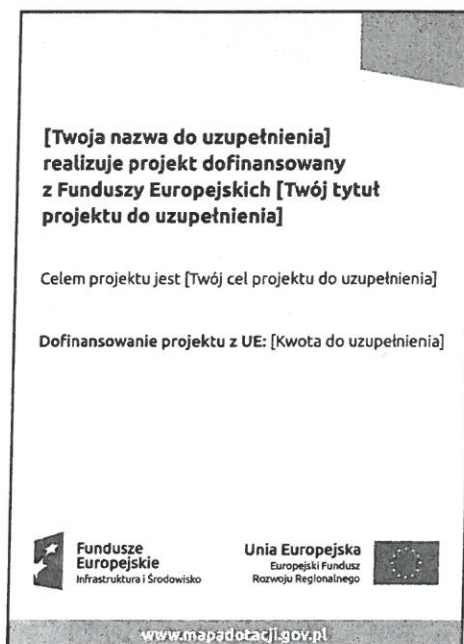 [Twoja nazwa do uzupełnienia]
realizuje projekt dofinansowany
z Funduszy Europejskich [Twój tytuł
projektu do uzupełnienia]
Celem projektu jest [Twój cel projektu do uzupełnienia]
Dofinansowanie projektu z UE: [Kwota do uzupełnienia]
Fundusze
Europejskie
Infrastruktura i Środowisko
Unia Europejska
Europejski Fundusz
Rozwoju Regionalnego
www.mapadotacji.gov.pl